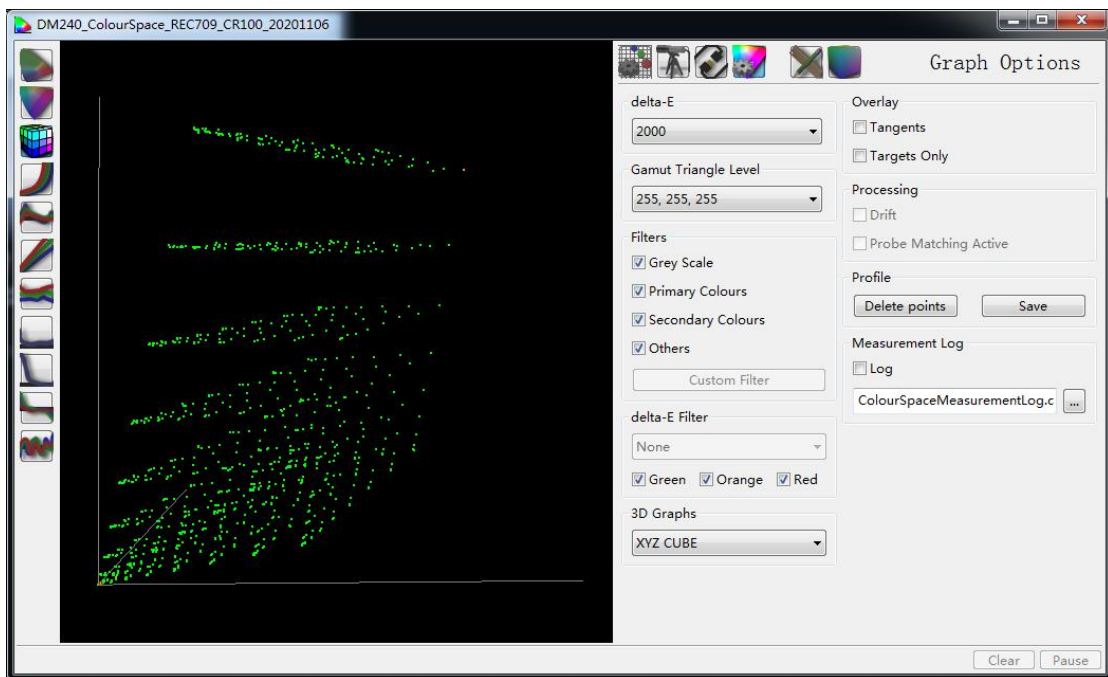 DM240_ColourSpace_REC709_CR100_20201106
Graph Options
delta-E
2000
Gamut Triangle Level
255, 255, 255
Filters
Grey Scale
Primary Colours
Secondary Colours
Others
Custom Filter
delta-E Filter
None
Green Orange Red
3D Graphs
XYZ CUBE
Overlay
Tangents
Targets Only
Processing
Drift
Probe Matching Active
Profile
Delete points Save
Measurement Log
Log
ColourSpaceMeasurementLog.c ...
Clear Pause